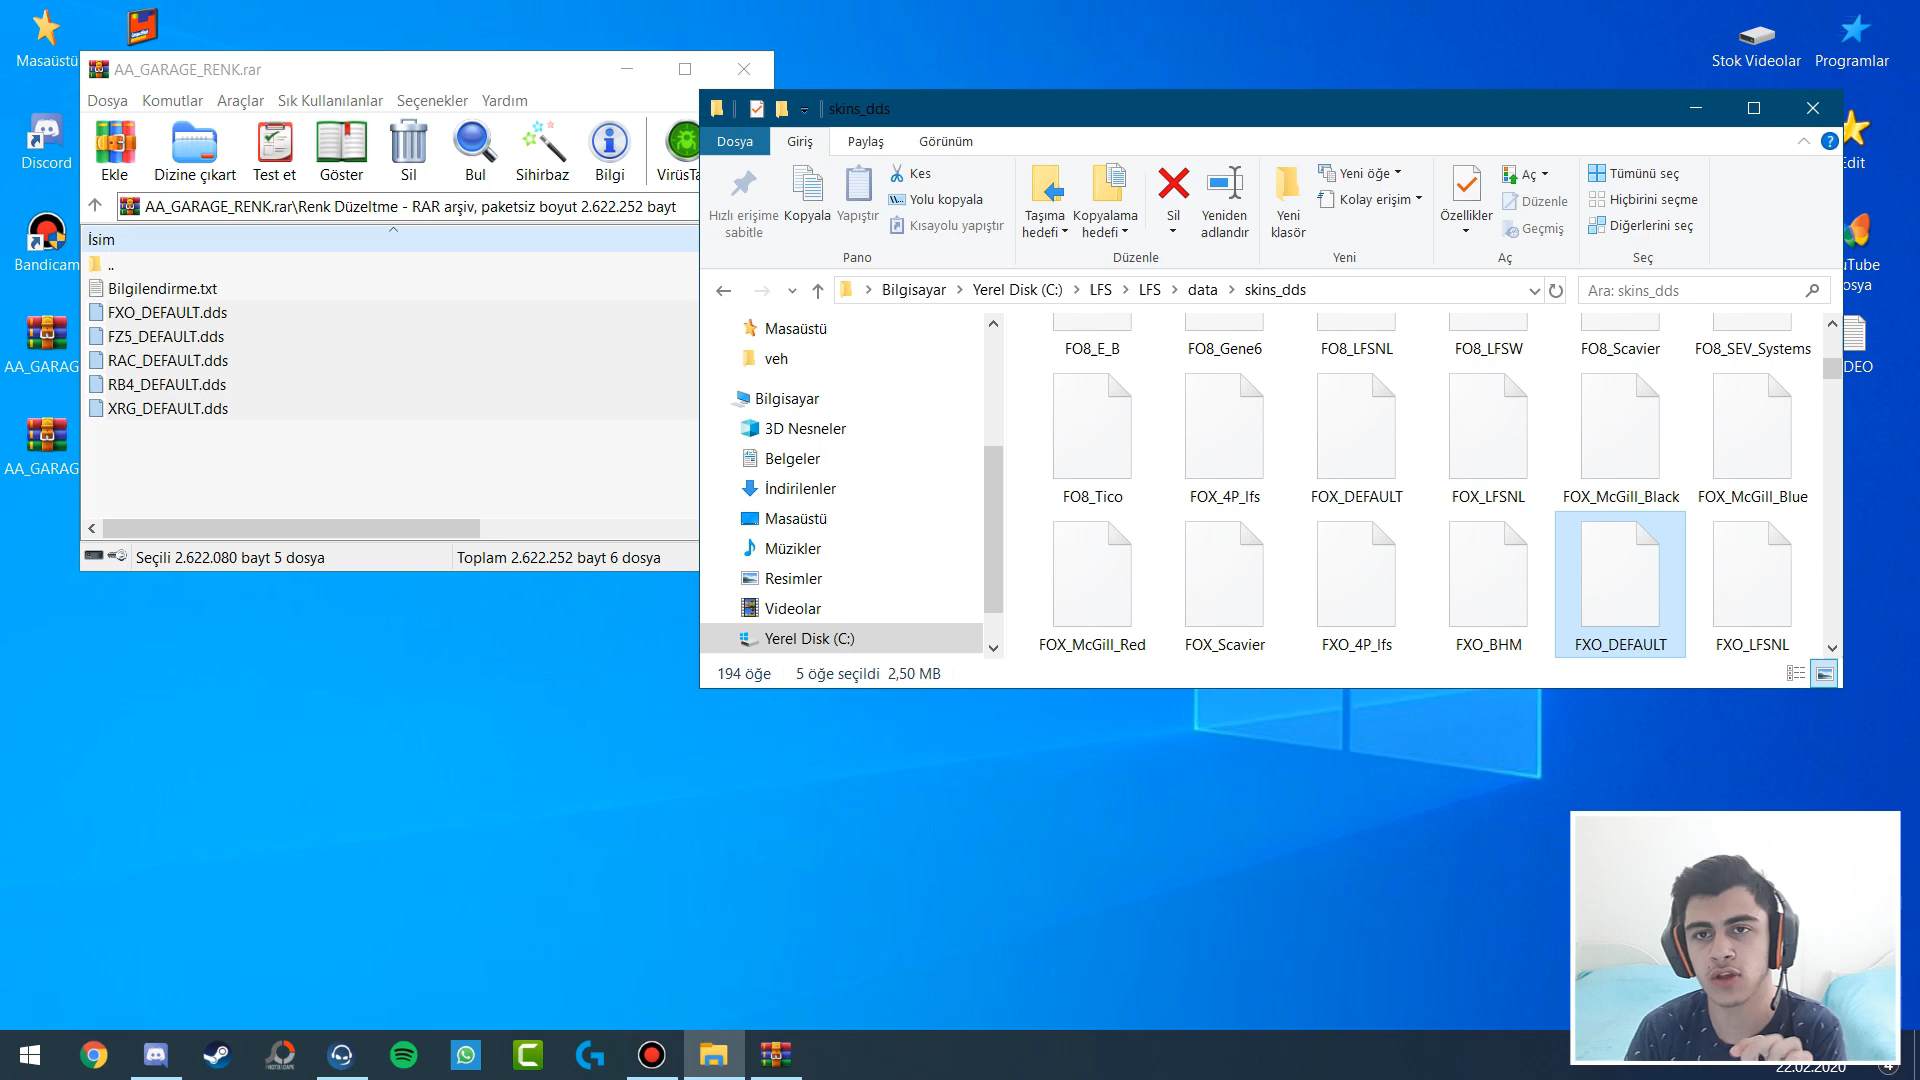 Masaüstü
Discord
Bandicam
AA_GARAG
AA_GARAG
Stok Videolar
Programlar
Edit
uTube
osya
DEO
AA_GARAGE_RENK.rar
Dosya Komutlar Araçlar Sık Kullanılanlar Seçenekler Yardım
Ekle Dizine çıkart Test et Göster Sil Bul Sihirbaz Bilgi VirüsTa
AA_GARAGE_RENK.rar\Renk Düzeltme - RAR arşiv, paketsiz boyut 2.622.252 bayt
İsim
..
Bilgilendirme.txt
FXO_DEFAULT.dds
FZ5_DEFAULT.dds
RAC_DEFAULT.dds
RB4_DEFAULT.dds
XRG_DEFAULT.dds
Seçili 2.622.080 bayt 5 dosya
Toplam 2.622.252 bayt 6 dosya
skins_dds
Dosya Giriş Paylaş Görünüm
Hızlı erişime sabitle
Kopyala
Yapıştır
Kes
Yolu kopyala
Kısayolu yapıştır
Pano
Taşıma hedefi
Kopyalama hedefi
Sil
Yeniden adlandır
Düzenle
Yeni klasör
Yeni öğe
Kolay erişim
Yeni
Özellikler
Aç
Düzenle
Geçmiş
Aç
Tümünü seç
Hiçbirini seçme
Diğerlerini seç
Seç
Bilgisayar Yerel Disk (C:) LFS LFS data skins_dds
Ara: skins_dds
Masaüstü
veh
Bilgisayar
3D Nesneler
Belgeler
İndirilenler
Masaüstü
Müzikler
Resimler
Videolar
Yerel Disk (C:)
FO8_E_B FO8_Gene6 FO8_LFSNL FO8_LFSW FO8_Scavier FO8_SEV_Systems
FO8_Tico FOX_4P_lfs FOX_DEFAULT FOX_LFSNL FOX_McGill_Black FOX_McGill_Blue
FOX_McGill_Red FOX_Scavier FXO_4P_lfs FXO_BHM FXO_DEFAULT FXO_LFSNL
194 öğe 5 öğe seçildi 2,50 MB
22.02.2020